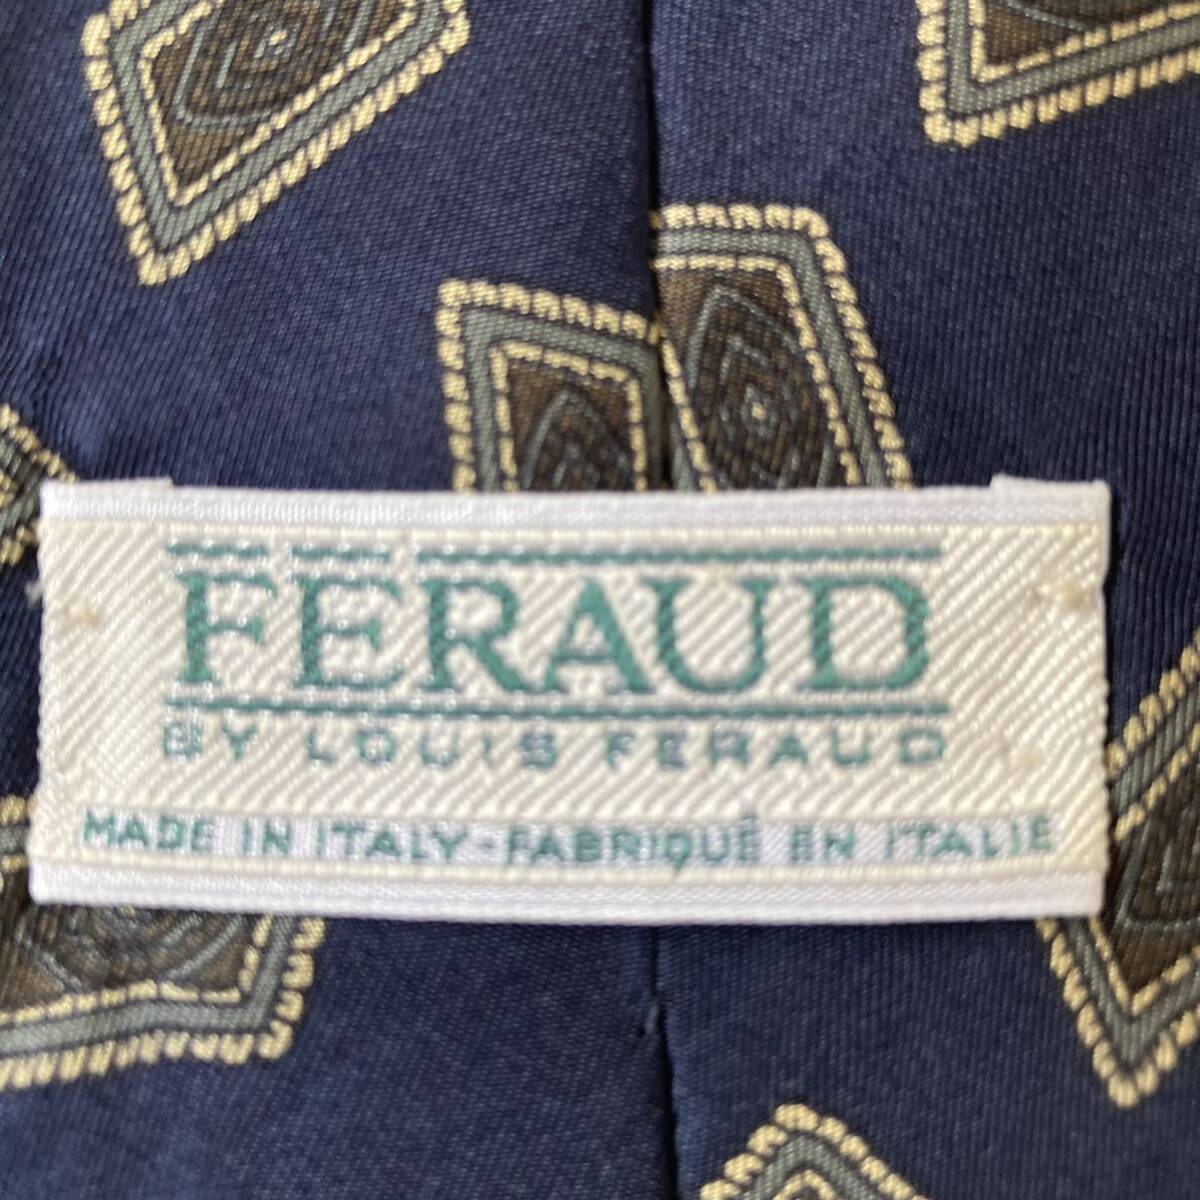 FERAUD
BY LOUIS FERAUD
MADE IN ITALY-FABRIQUÉ EN ITALIE